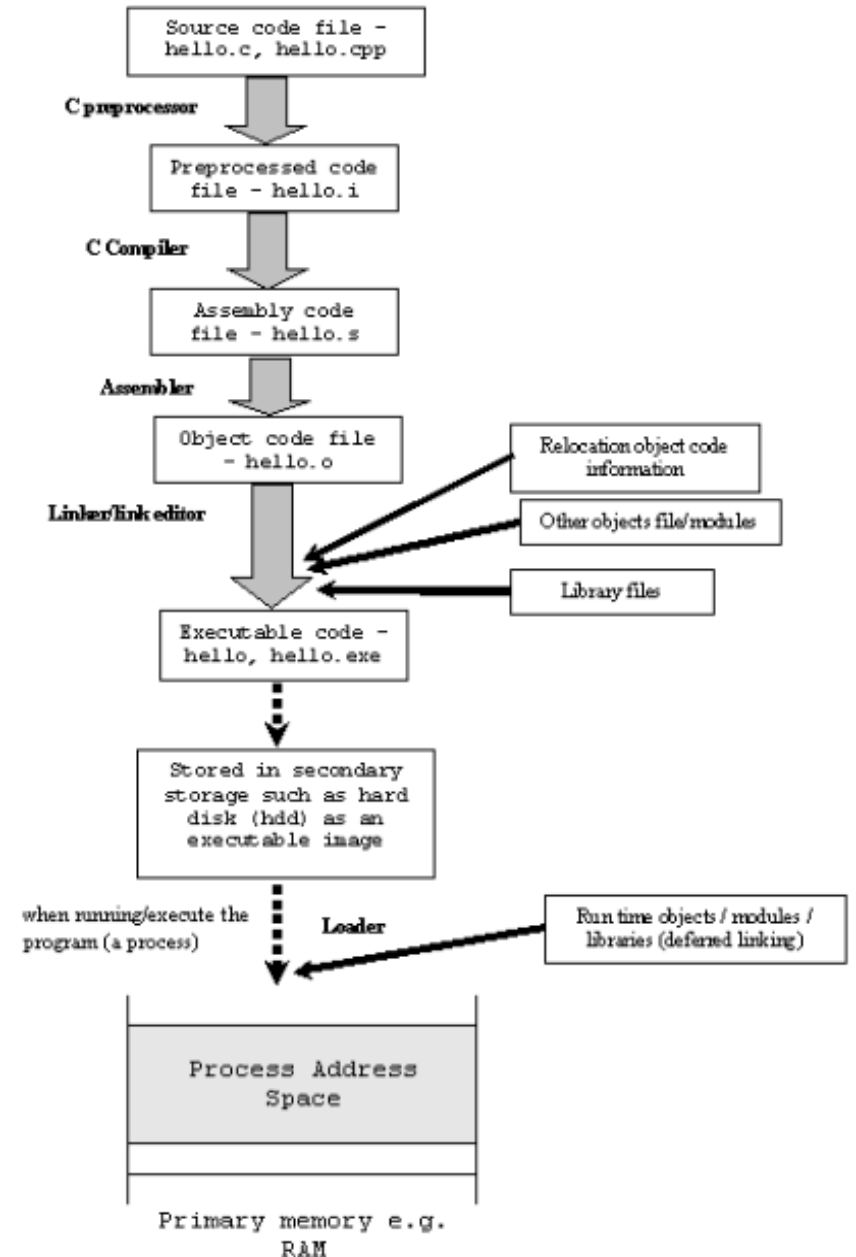 Source code file –
hello.c, hello.cpp
C preprocessor
Preprocessed code
file – hello.i
C Compiler
Assembly code
file – hello.s
Assembler
Object code file
– hello.o
Relocation object code
information
Linker/link editor
Other objects file/modules
Library files
Executable code –
hello, hello.exe
Stored in secondary
storage such as hard
disk (hdd) as an
executable image
when running/execute the
program (a process)
Loader
Run time objects / modules /
libraries (deferred linking)
Process Address
Space
Primary memory e.g.
RAM